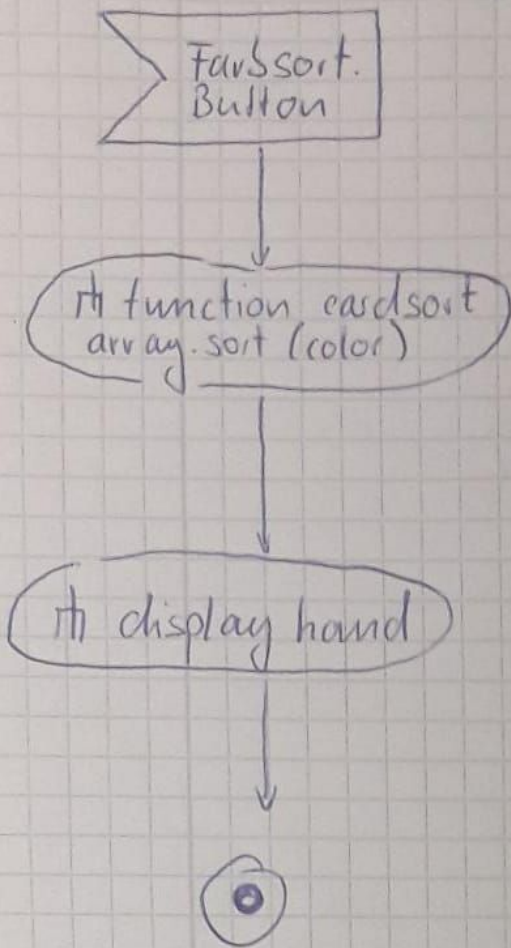 Farbsort.
Button
function cardsort
array.sort (color)
display hand